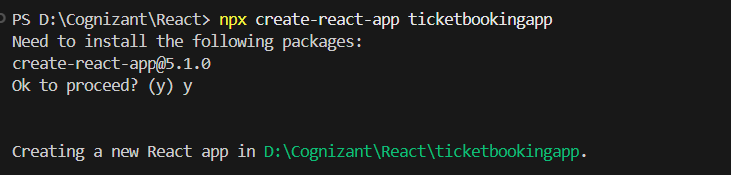 PS D:\Cognizant\React> npx create-react-app ticketbookingapp
Need to install the following packages:
create-react-app@5.1.0
Ok to proceed? (y) y
Creating a new React app in D:\Cognizant\React\ticketbookingapp.